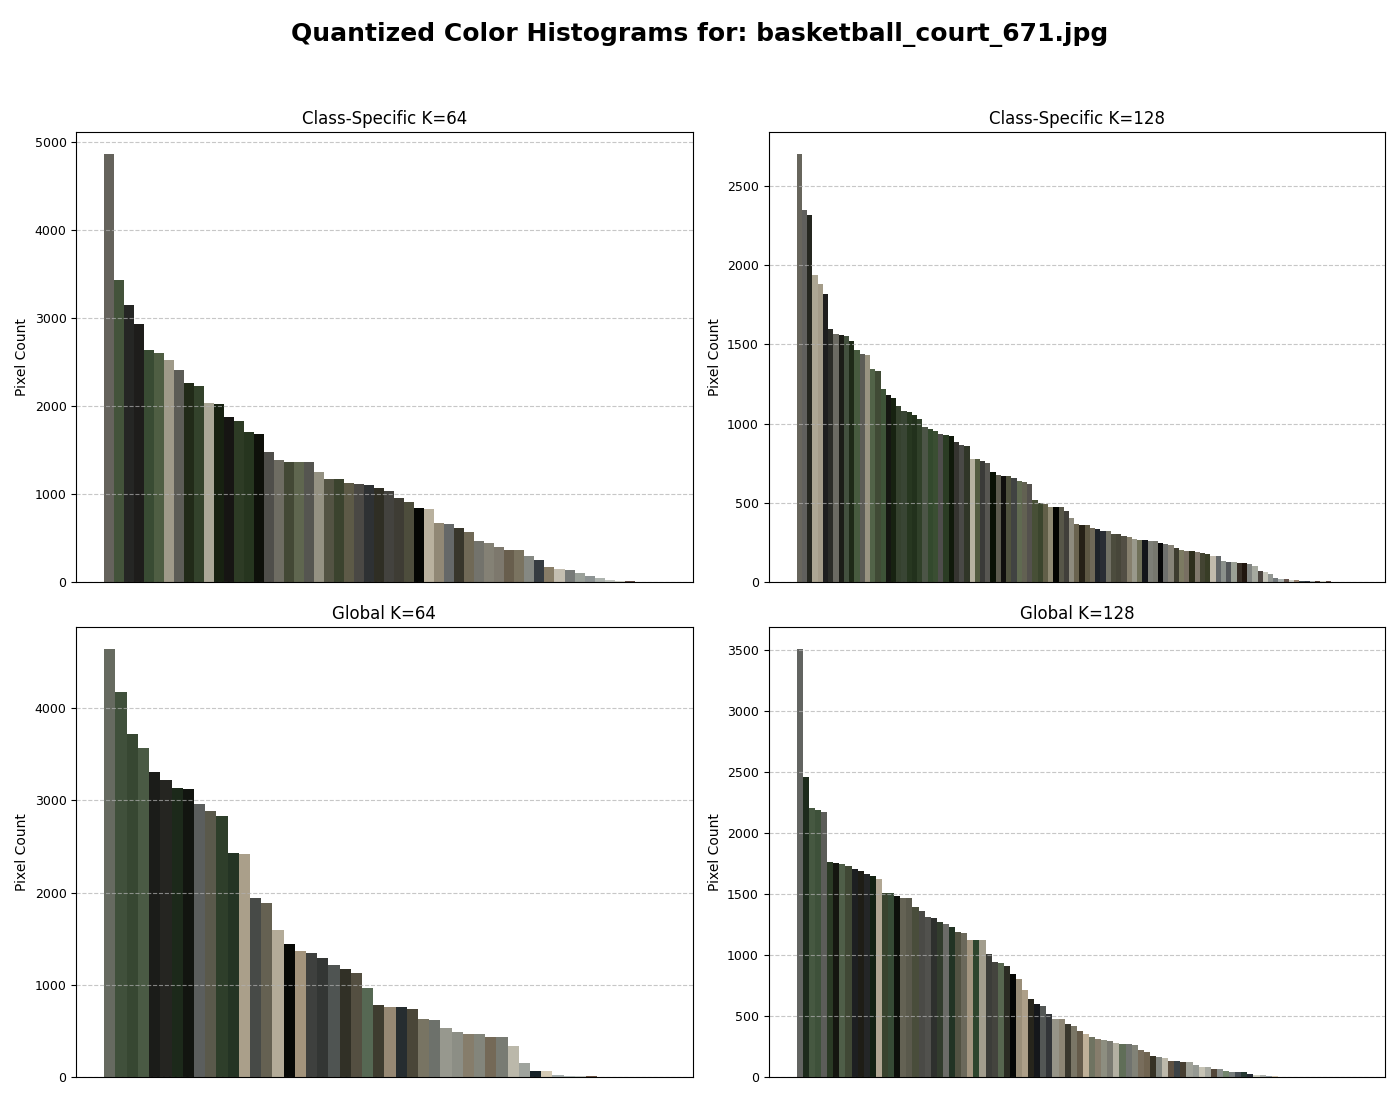 Quantized Color Histograms for: basketball_court_671.jpg
Class-Specific K=64
Pixel Count
5000
4000
3000
2000
1000
0
Class-Specific K=128
Pixel Count
2500
2000
1500
1000
500
0
Global K=64
Pixel Count
4000
3000
2000
1000
0
Global K=128
Pixel Count
3500
3000
2500
2000
1500
1000
500
0